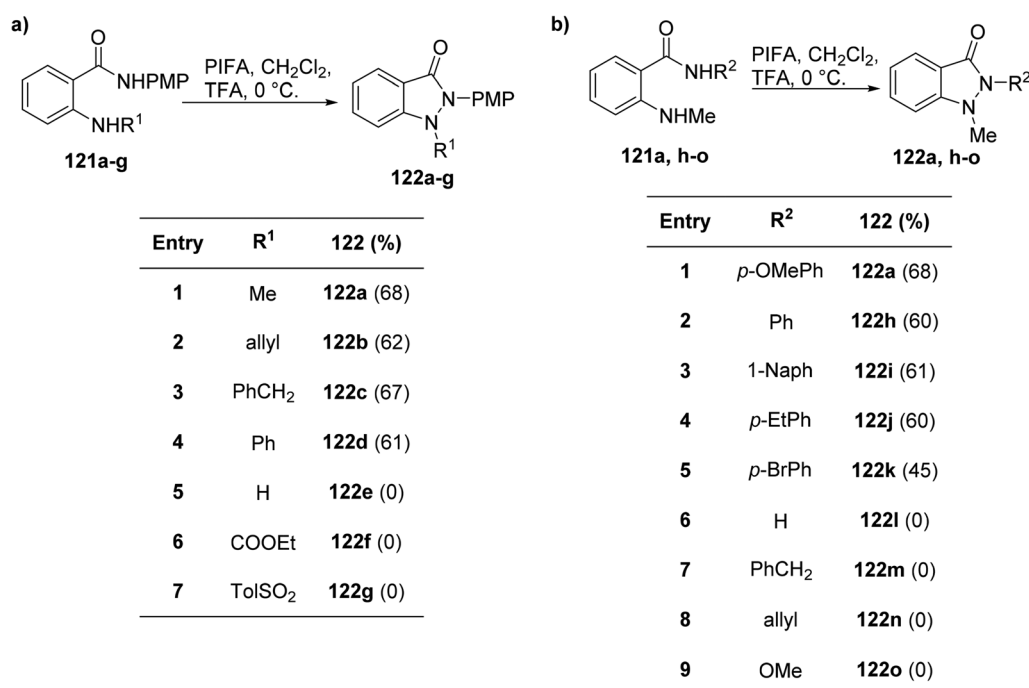 a)
O
NHPMP
NHR¹
121a-g
PIFA, CH₂Cl₂,
TFA, 0 °C.
O
N-PMP
N
R¹
122a-g
Entry R¹ 122 (%)
1 Me 122a (68)
2 allyl 122b (62)
3 PhCH₂ 122c (67)
4 Ph 122d (61)
5 H 122e (0)
6 COOEt 122f (0)
7 TolSO₂ 122g (0)
b)
O
NHR²
NHMe
121a, h-o
PIFA, CH₂Cl₂,
TFA, 0 °C.
O
N-R²
N
Me
122a, h-o
Entry R² 122 (%)
1 p-OMePh 122a (68)
2 Ph 122h (60)
3 1-Naph 122i (61)
4 p-EtPh 122j (60)
5 p-BrPh 122k (45)
6 H 122l (0)
7 PhCH₂ 122m (0)
8 allyl 122n (0)
9 OMe 122o (0)